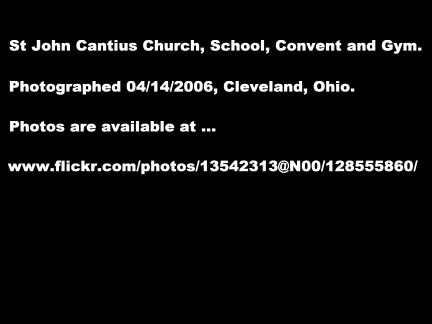 St John Cantius Church, School, Convent and Gym.
Photographed 04/14/2006, Cleveland, Ohio.
Photos are available at ...
www.flickr.com/photos/13542313@N00/128555860/